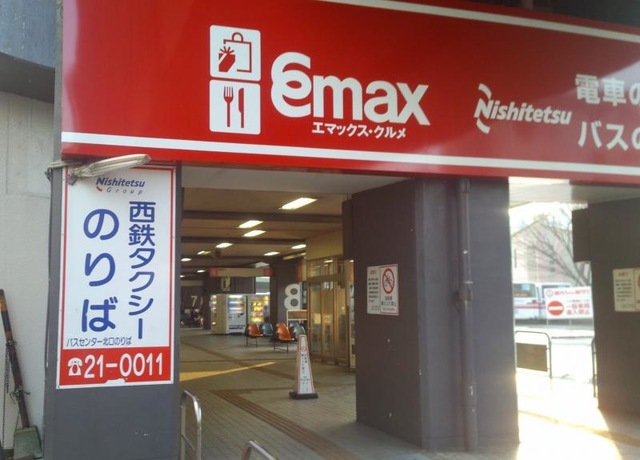 emax
エマックス・クルメ
Nishitetsu
電車の
バスの
Nishitetsu
Group
西鉄タクシー
のりば
バスセンター北口のりば
☎21-0011
7
8